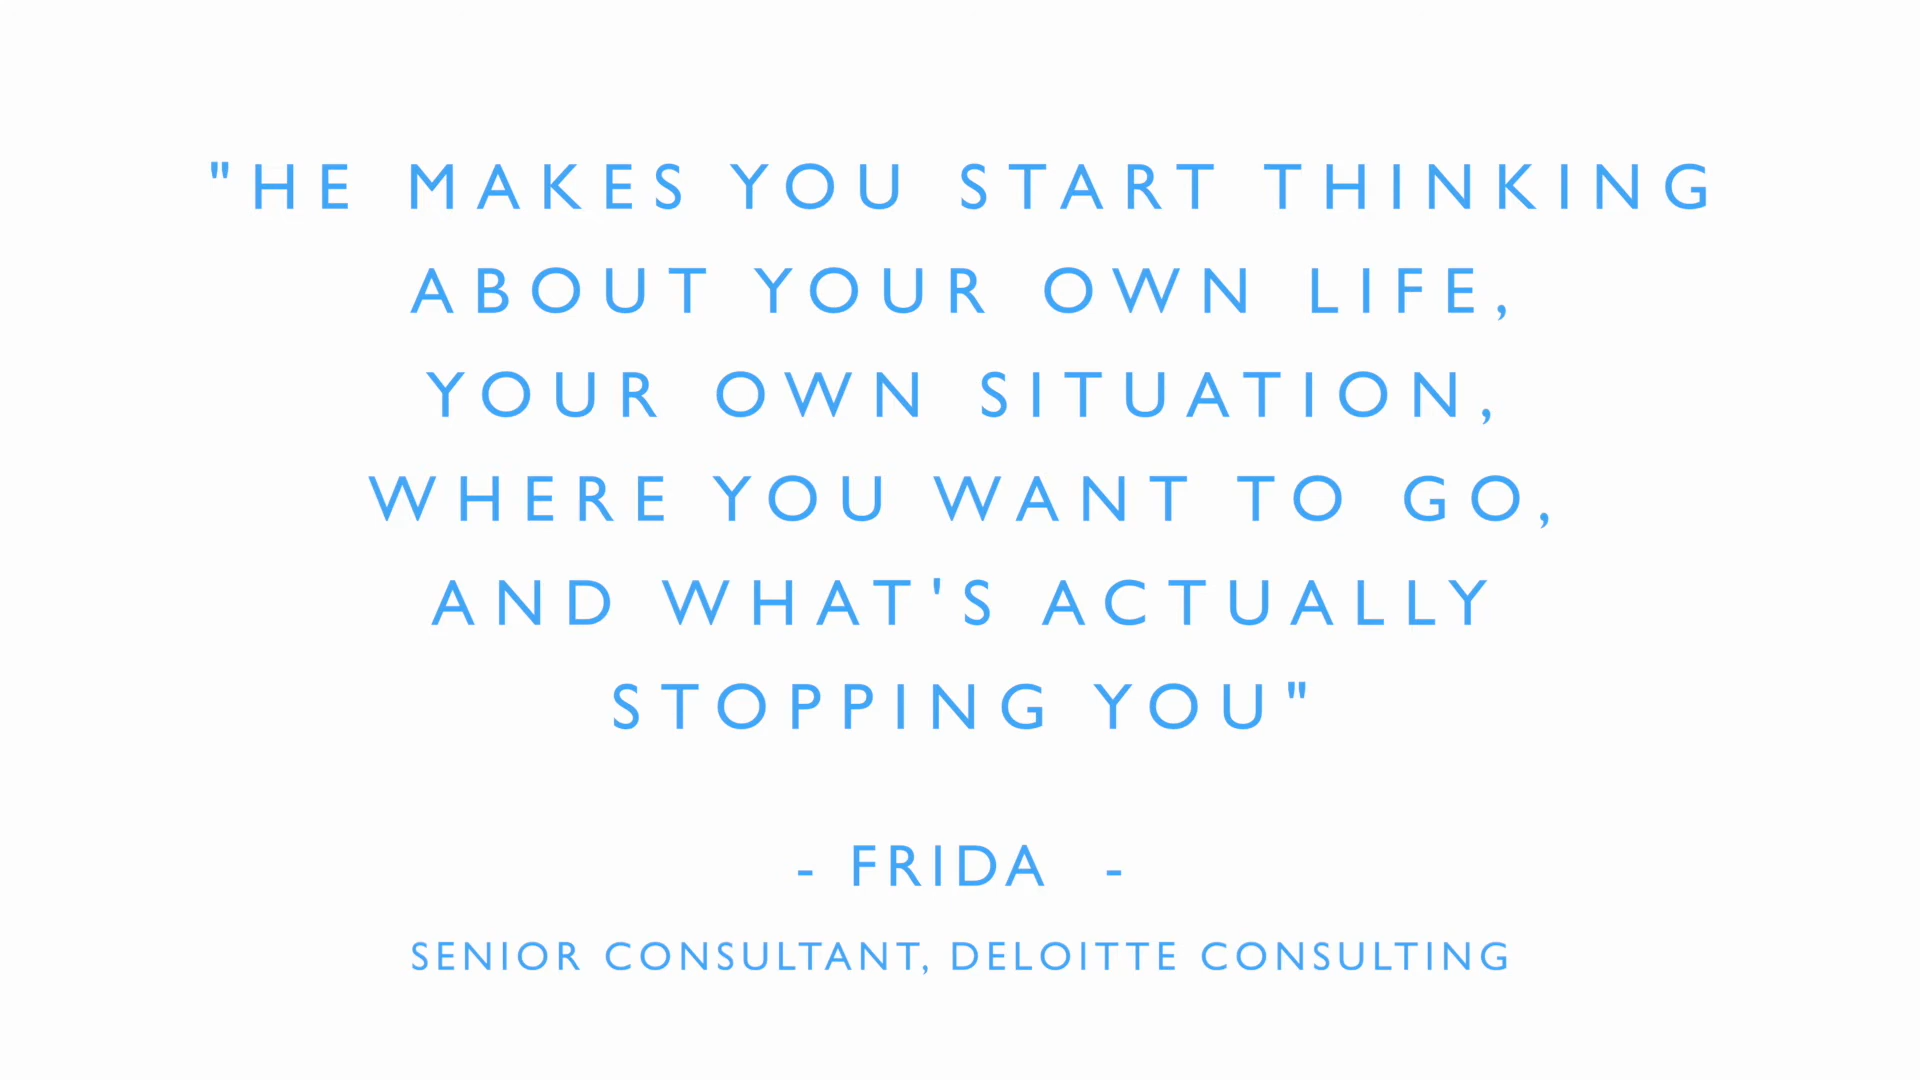 "HE MAKES YOU START THINKING
ABOUT YOUR OWN LIFE,
YOUR OWN SITUATION,
WHERE YOU WANT TO GO,
AND WHAT'S ACTUALLY
STOPPING YOU"
- FRIDA -
SENIOR CONSULTANT, DELOITTE CONSULTING